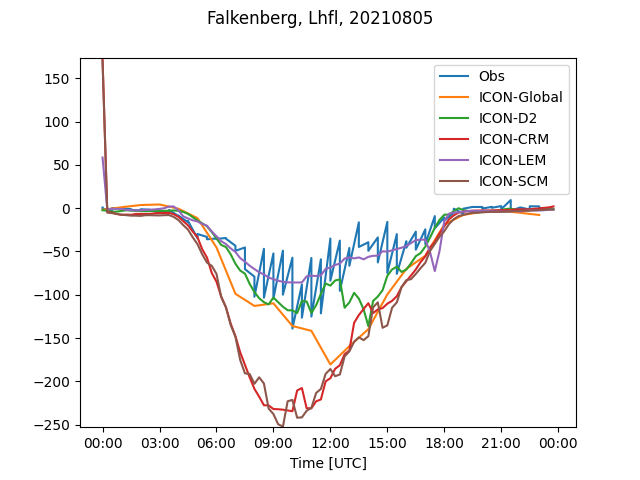 Falkenberg, Lhfl, 20210805
Obs
ICON-Global
ICON-D2
ICON-CRM
ICON-LEM
ICON-SCM
150
100
50
0
−50
−100
−150
−200
−250
00:00 03:00 06:00 09:00 12:00 15:00 18:00 21:00 00:00
Time [UTC]